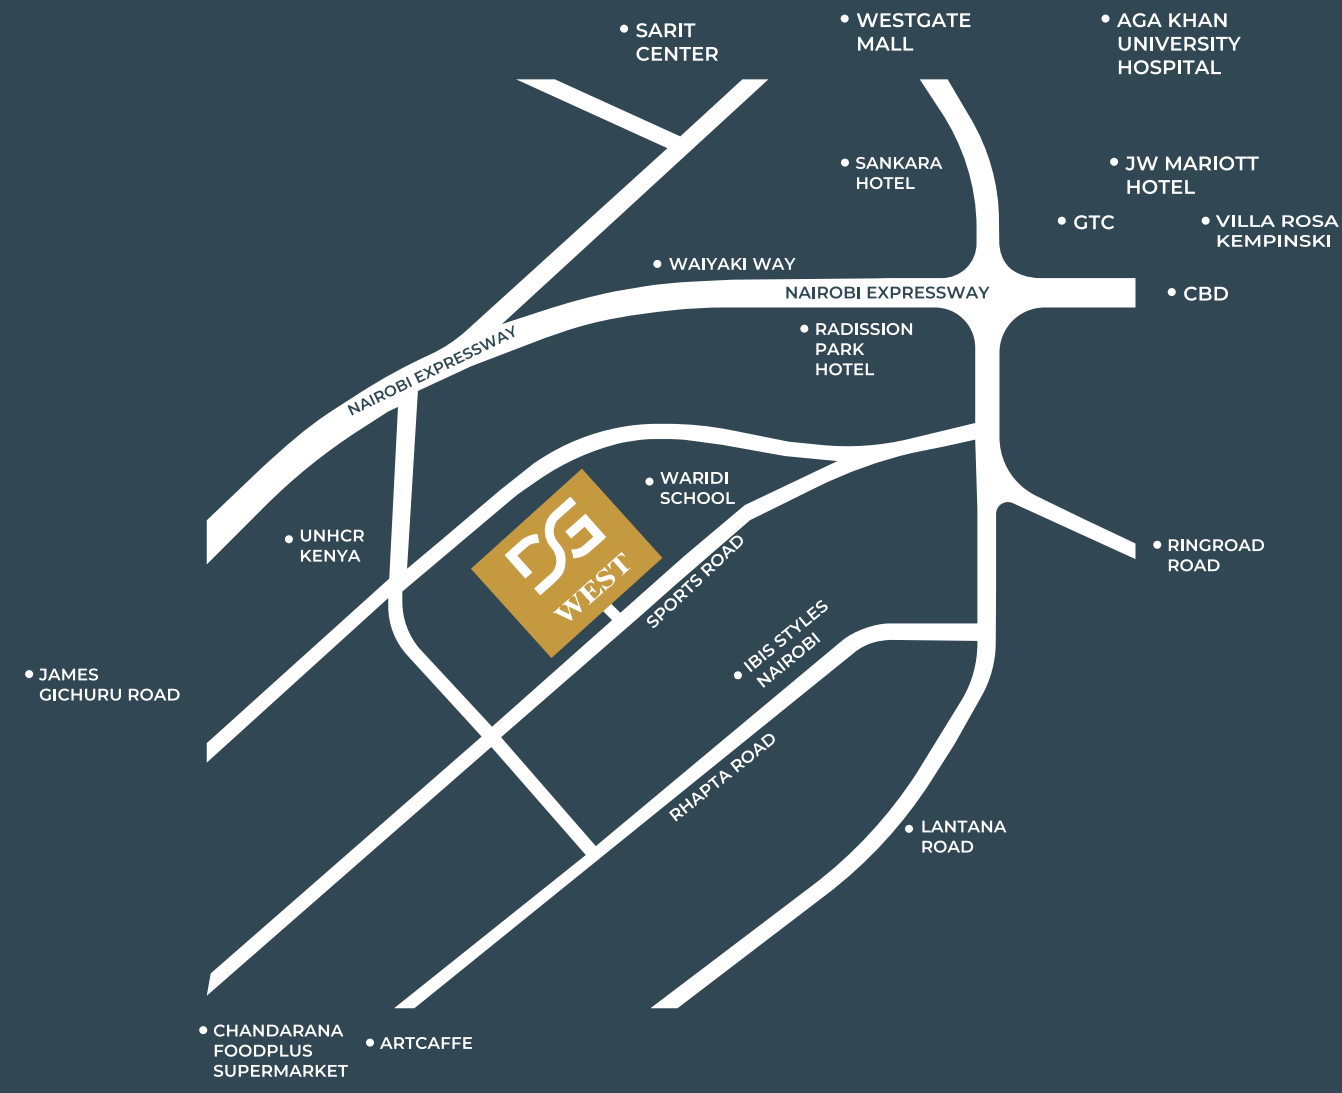 SARIT
CENTER
WESTGATE
MALL
AGA KHAN
UNIVERSITY
HOSPITAL
SANKARA
HOTEL
JW MARIOTT
HOTEL
GTC
VILLA ROSA
KEMPINSKI
WAIYAKI WAY
NAIROBI EXPRESSWAY
CBD
RADISSION
PARK
HOTEL
NAIROBI EXPRESSWAY
WARIDI
SCHOOL
UNHCR
KENYA
DG
WEST
SPORTS ROAD
RINGROAD
ROAD
IBIS STYLES
NAIROBI
JAMES
GICHURU ROAD
RHAPTA ROAD
LANTANA
ROAD
CHANDARANA
FOODPLUS
SUPERMARKET
ARTCAFFE